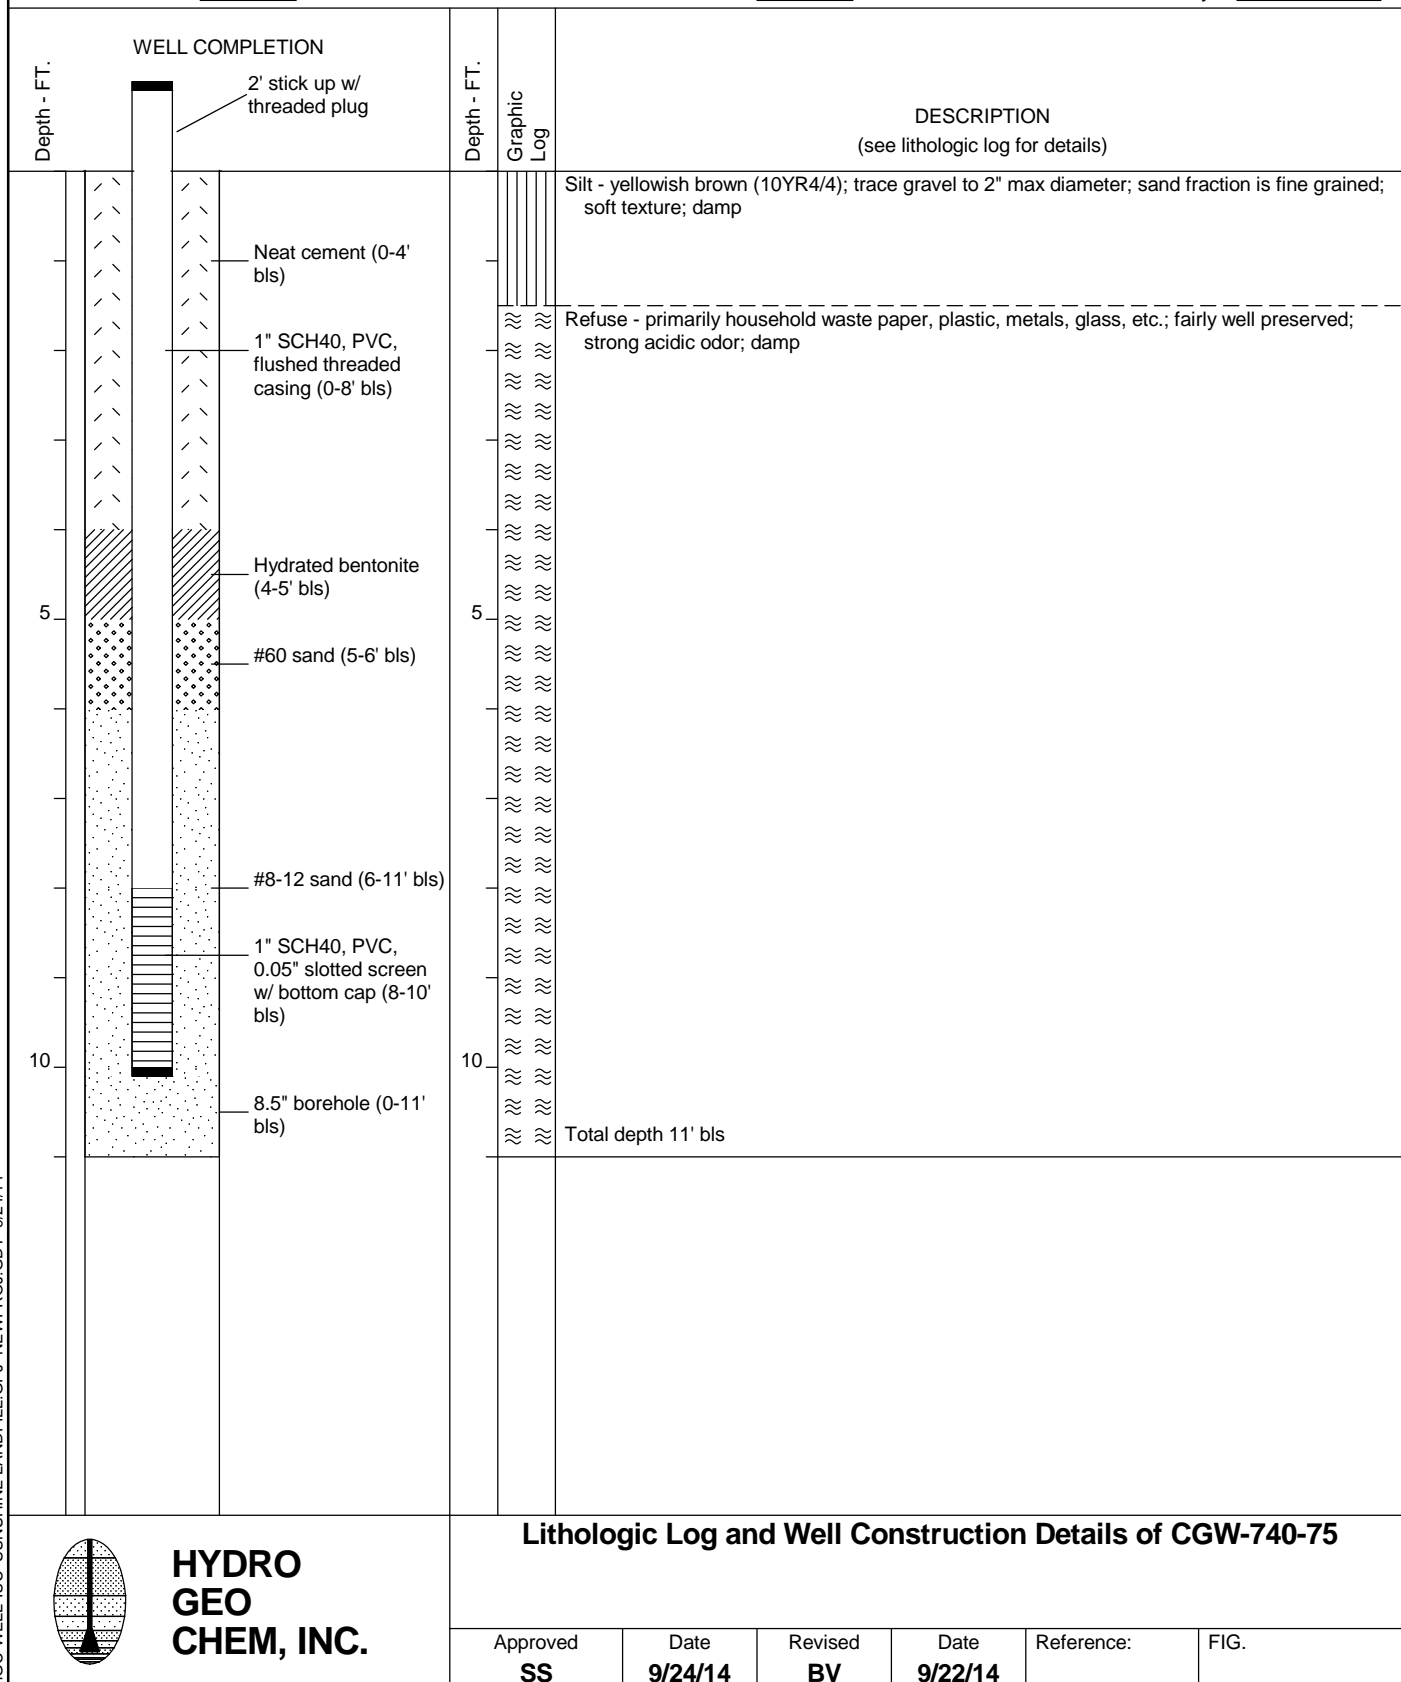 WELL COMPLETION
Depth - FT.
2' stick up w/
threaded plug
Depth - FT.
Graphic
Log
DESCRIPTION
(see lithologic log for details)
Silt - yellowish brown (10YR4/4); trace gravel to 2" max diameter; sand fraction is fine grained;
soft texture; damp
Neat cement (0-4'
bls)
Refuse - primarily household waste paper, plastic, metals, glass, etc.; fairly well preserved;
strong acidic odor; damp
1" SCH40, PVC,
flushed threaded
casing (0-8' bls)
Hydrated bentonite
(4-5' bls)
5
5
#60 sand (5-6' bls)
#8-12 sand (6-11' bls)
1" SCH40, PVC,
0.05" slotted screen
w/ bottom cap (8-10'
bls)
10
10
8.5" borehole (0-11'
bls)
Total depth 11' bls
HYDRO
GEO
CHEM, INC.
Lithologic Log and Well Construction Details of CGW-740-75
Approved
SS
Date
9/24/14
Revised
BV
Date
9/22/14
Reference:
FIG.